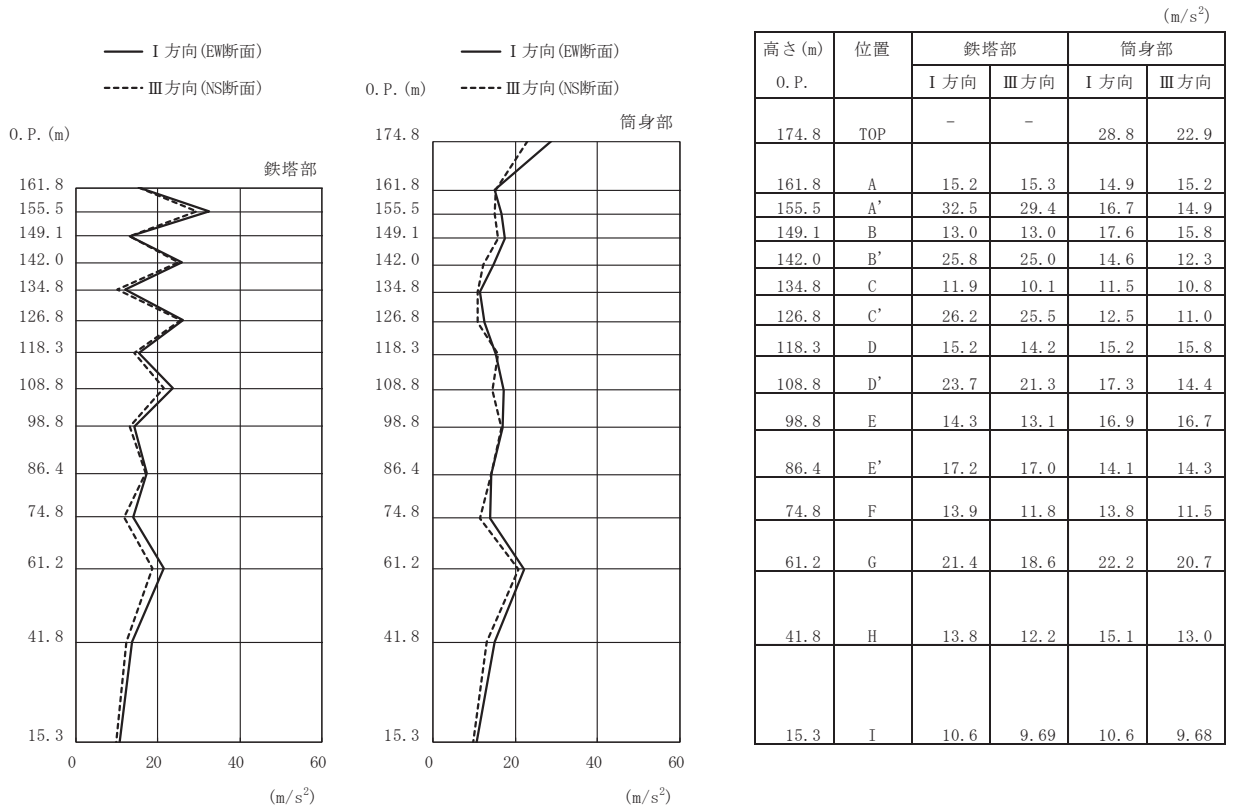 Ⅰ方向(EW断面)
Ⅲ方向(NS断面)
O.P.(m)
鉄塔部
161.8
155.5
149.1
142.0
134.8
126.8
118.3
108.8
98.8
86.4
74.8
61.2
41.8
15.3
0 20 40 60
(m/s²)
Ⅰ方向(EW断面)
Ⅲ方向(NS断面)
O.P.(m)
筒身部
174.8
161.8
155.5
149.1
142.0
134.8
126.8
118.3
108.8
98.8
86.4
74.8
61.2
41.8
15.3
0 20 40 60
(m/s²)
(m/s²)
高さ(m) 位置 鉄塔部 筒身部
O.P. Ⅰ方向 Ⅲ方向 Ⅰ方向 Ⅲ方向
174.8 TOP － － 28.8 22.9
161.8 A 15.2 15.3 14.9 15.2
155.5 A' 32.5 29.4 16.7 14.9
149.1 B 13.0 13.0 17.6 15.8
142.0 B' 25.8 25.0 14.6 12.3
134.8 C 11.9 10.1 11.5 10.8
126.8 C' 26.2 25.5 12.5 11.0
118.3 D 15.2 14.2 15.2 15.8
108.8 D' 23.7 21.3 17.3 14.4
98.8 E 14.3 13.1 16.9 16.7
86.4 E' 17.2 17.0 14.1 14.3
74.8 F 13.9 11.8 13.8 11.5
61.2 G 21.4 18.6 22.2 20.7
41.8 H 13.8 12.2 15.1 13.0
15.3 I 10.6 9.69 10.6 9.68